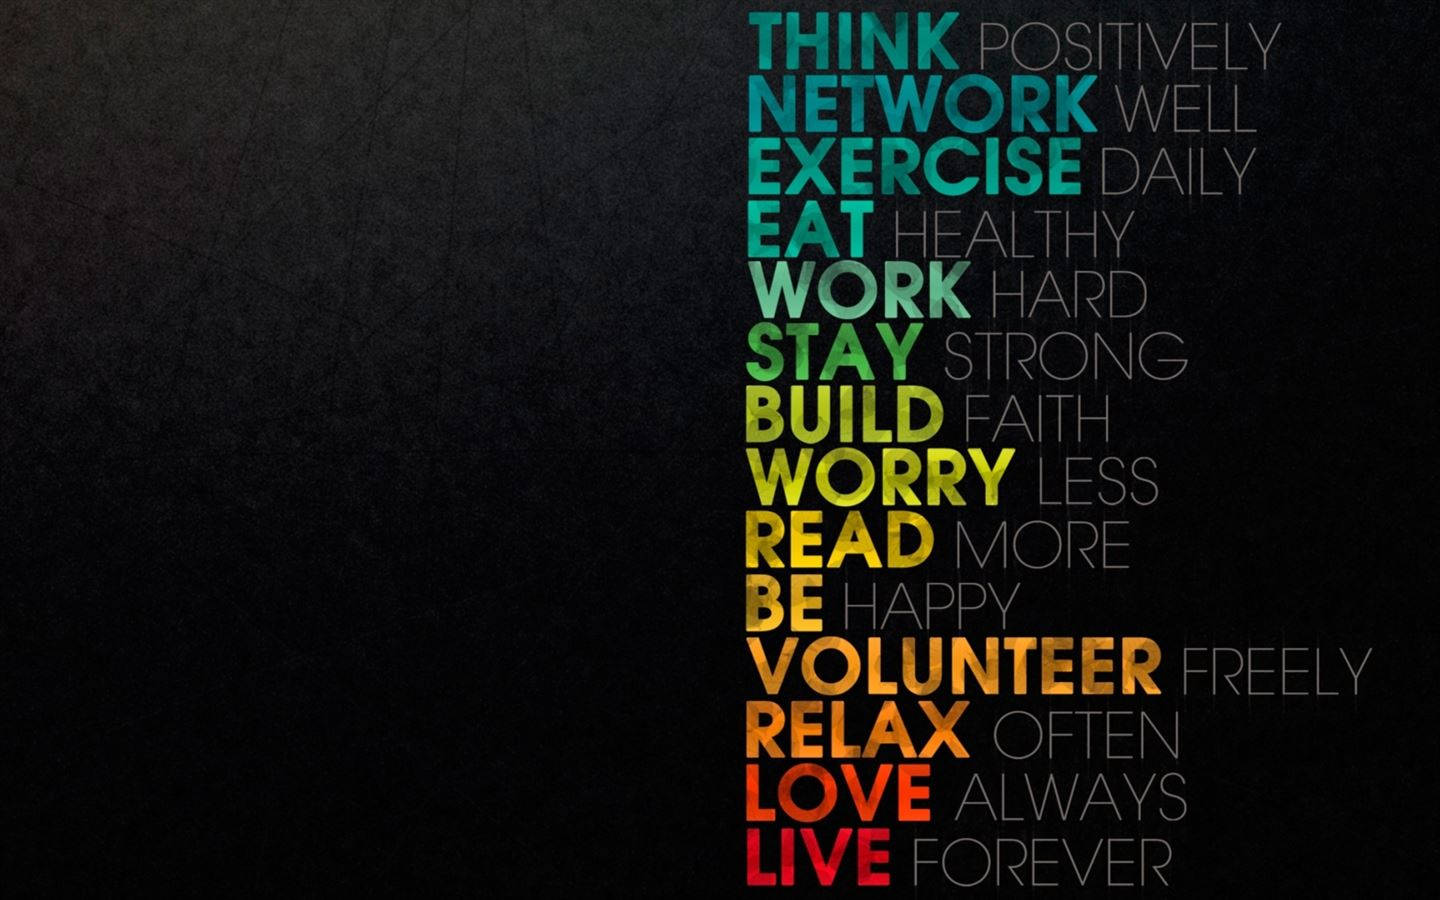 THINK POSITIVELY
NETWORK WELL
EXERCISE DAILY
EAT HEALTHY
WORK HARD
STAY STRONG
BUILD FAITH
WORRY LESS
READ MORE
BE HAPPY
VOLUNTEER FREELY
RELAX OFTEN
LOVE ALWAYS
LIVE FOREVER